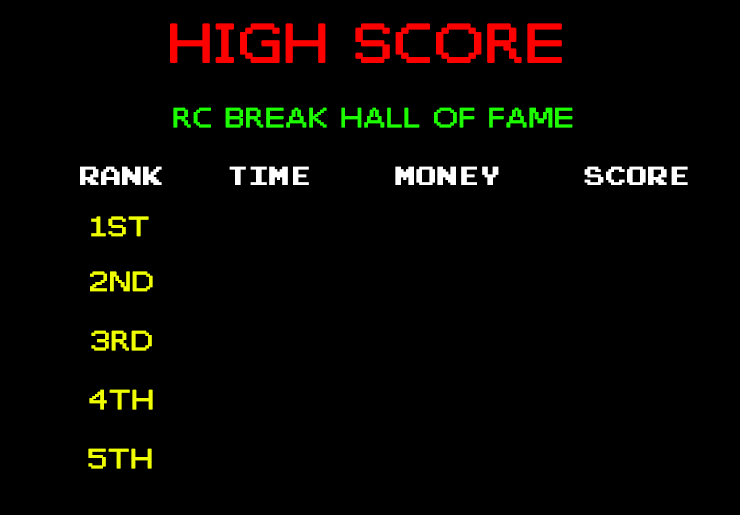 HIGH SCORE
RC BREAK HALL OF FAME
RANK TIME MONEY SCORE
1ST
2ND
3RD
4TH
5TH